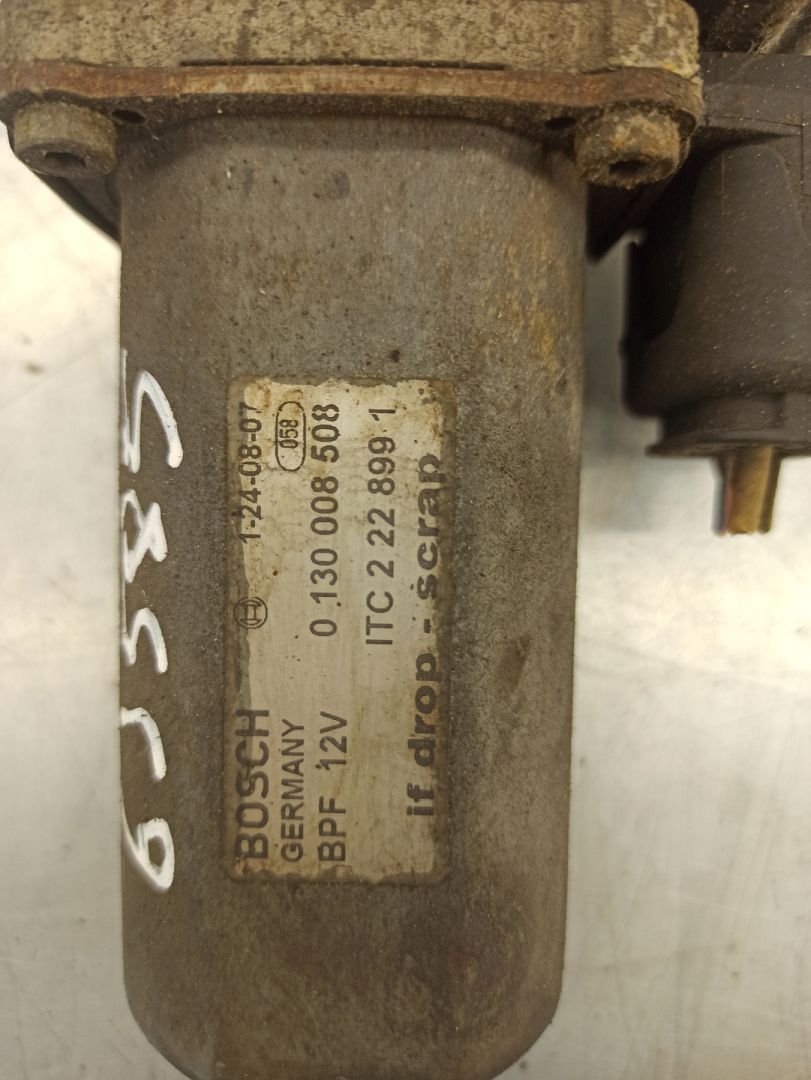 BOSCH 1-24-08-07
GERMANY 058
BPF 12V 0 130 008 508
ITC 2 22 899 1
if drop - scrap